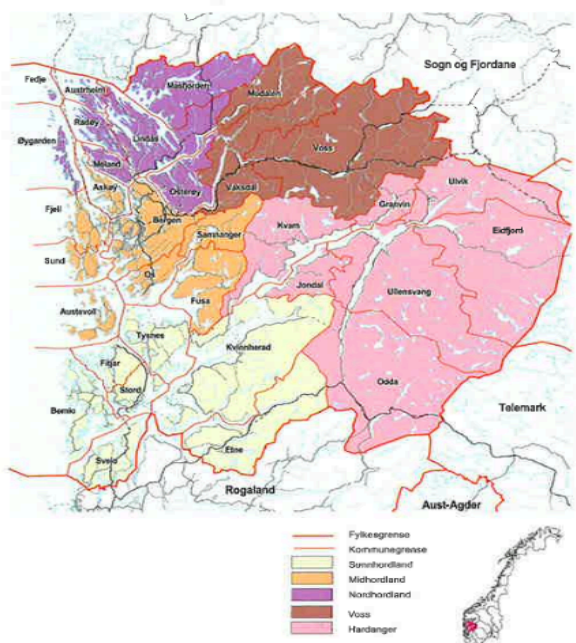 Sogn og Fjordane
Fedje
Austrheim
Masfjorden
Modalen
Radøy
Øygarden
Lindås
Voss
Meland
Ulvik
Askøy
Osterøy
Vaksdal
Granvin
Fjell
Bergen
Kvam
Eidfjord
Samnanger
Sund
Os
Jondal
Ullensvang
Fusa
Austevoll
Tysnes
Kvinnherad
Fitjar
Odda
Stord
Telemark
Bømlo
Etne
Sveio
Rogaland
Aust-Agder
Fylkesgrense
Kommunegrense
Sunnhordland
Midhordland
Nordhordland
Voss
Hardanger